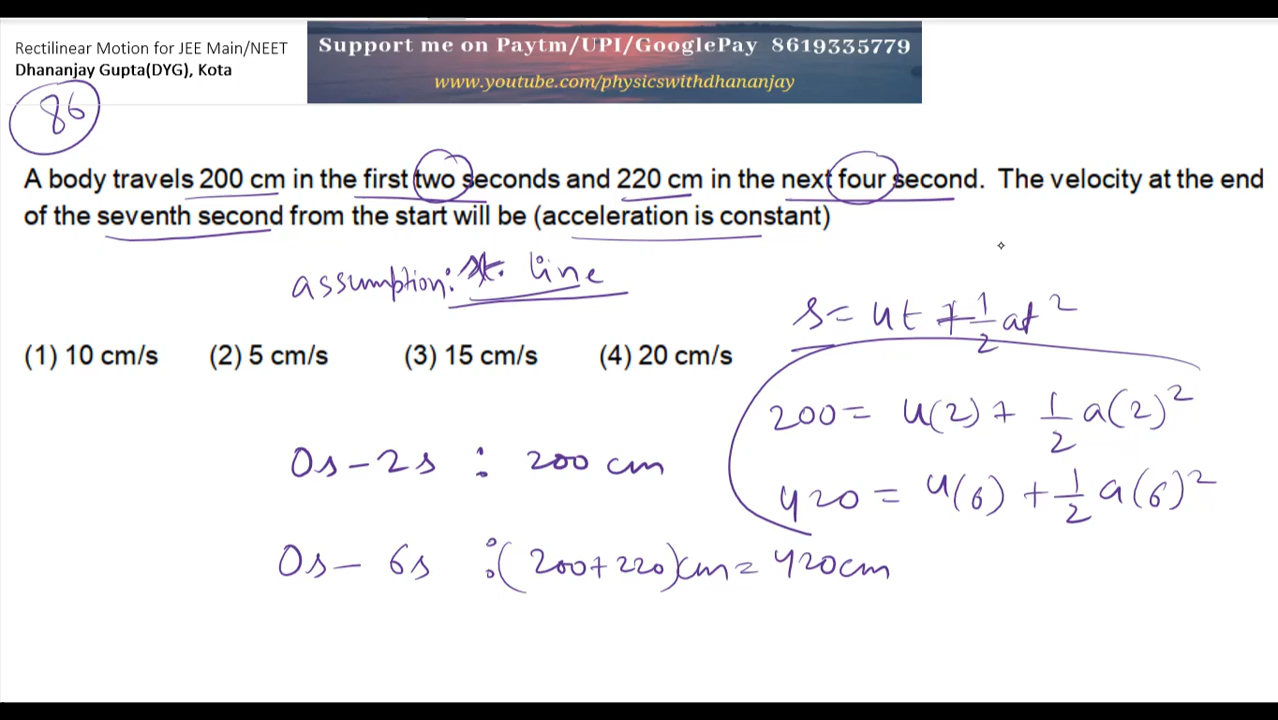 Rectilinear Motion for JEE Main/NEET
Dhananjay Gupta(DYG), Kota
Support me on Paytm/UPI/GooglePay 8619335779
www.youtube.com/physicswithdhananjay
86
A body travels 200 cm in the first two seconds and 220 cm in the next four second. The velocity at the end
of the seventh second from the start will be (acceleration is constant)
assumption: st. line
(1) 10 cm/s (2) 5 cm/s (3) 15 cm/s (4) 20 cm/s
s = ut + 1/2 at²
200 = u(2) + 1/2 a(2)²
420 = u(6) + 1/2 a(6)²
0s - 2s : 200 cm
0s - 6s : (200+220)cm = 420cm